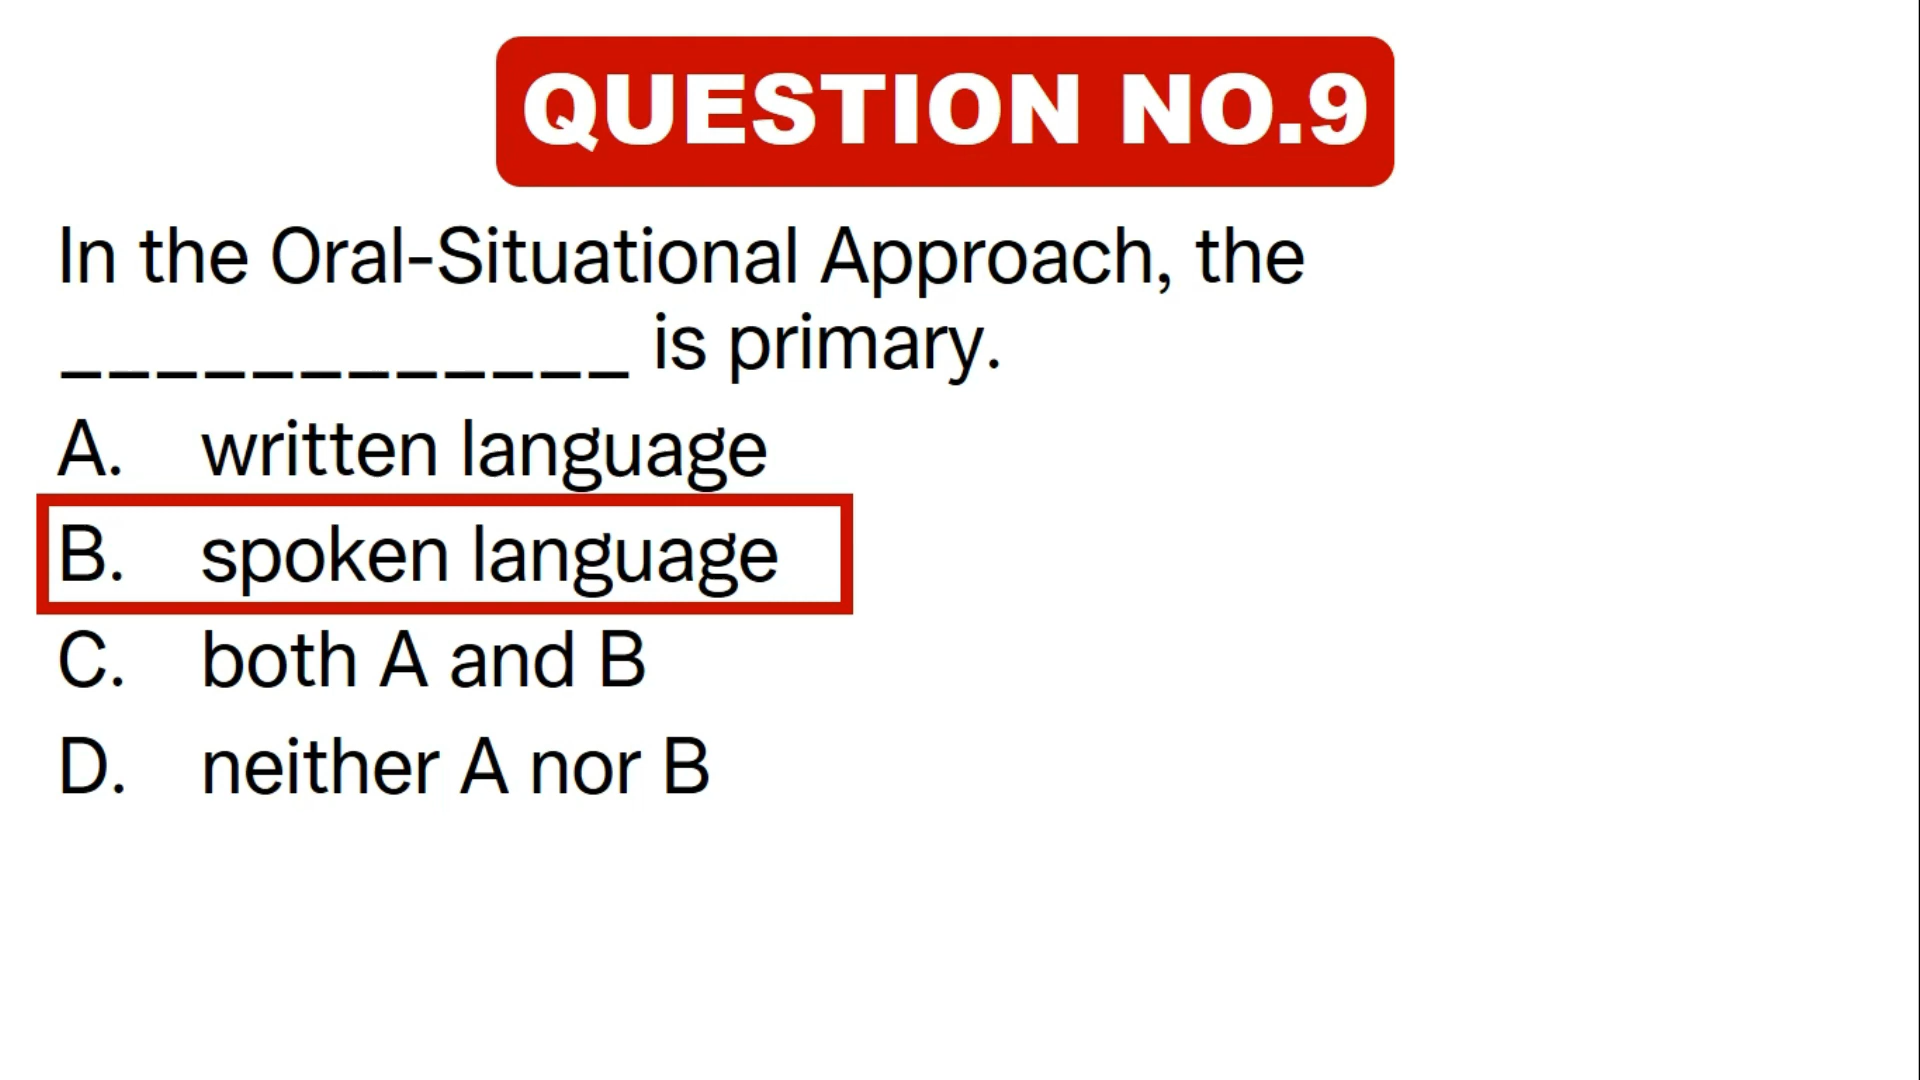 QUESTION NO.9
In the Oral-Situational Approach, the
____________ is primary.
A. written language
B. spoken language
C. both A and B
D. neither A nor B